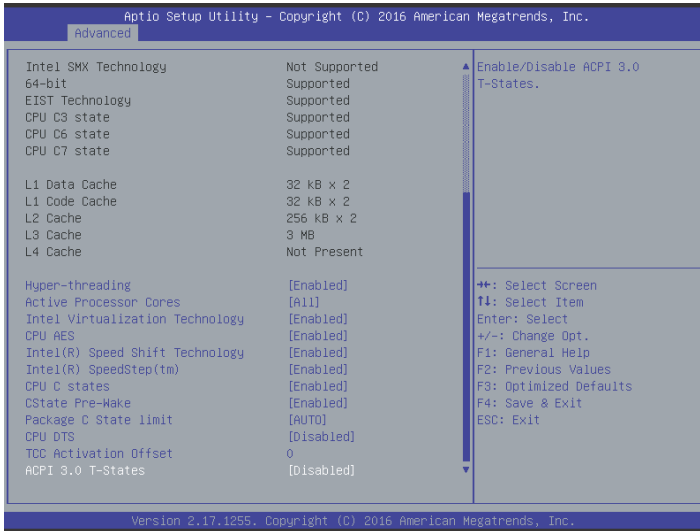 Aptio Setup Utility – Copyright (C) 2016 American Megatrends, Inc.
Advanced
Intel SMX Technology Not Supported
64-bit Supported
EIST Technology Supported
CPU C3 state Supported
CPU C6 state Supported
CPU C7 state Supported
L1 Data Cache 32 kB x 2
L1 Code Cache 32 kB x 2
L2 Cache 256 kB x 2
L3 Cache 3 MB
L4 Cache Not Present
Hyper-threading [Enabled]
Active Processor Cores [All]
Intel Virtualization Technology [Enabled]
CPU AES [Enabled]
Intel(R) Speed Shift Technology [Enabled]
Intel(R) SpeedStep(tm) [Enabled]
CPU C states [Enabled]
CState Pre-Wake [Enabled]
Package C State limit [AUTO]
CPU DTS [Disabled]
TCC Activation Offset 0
ACPI 3.0 T-States [Disabled]
Enable/Disable ACPI 3.0
T-States.
→←: Select Screen
↑↓: Select Item
Enter: Select
+/-: Change Opt.
F1: General Help
F2: Previous Values
F3: Optimized Defaults
F4: Save & Exit
ESC: Exit
Version 2.17.1255. Copyright (C) 2016 American Megatrends, Inc.